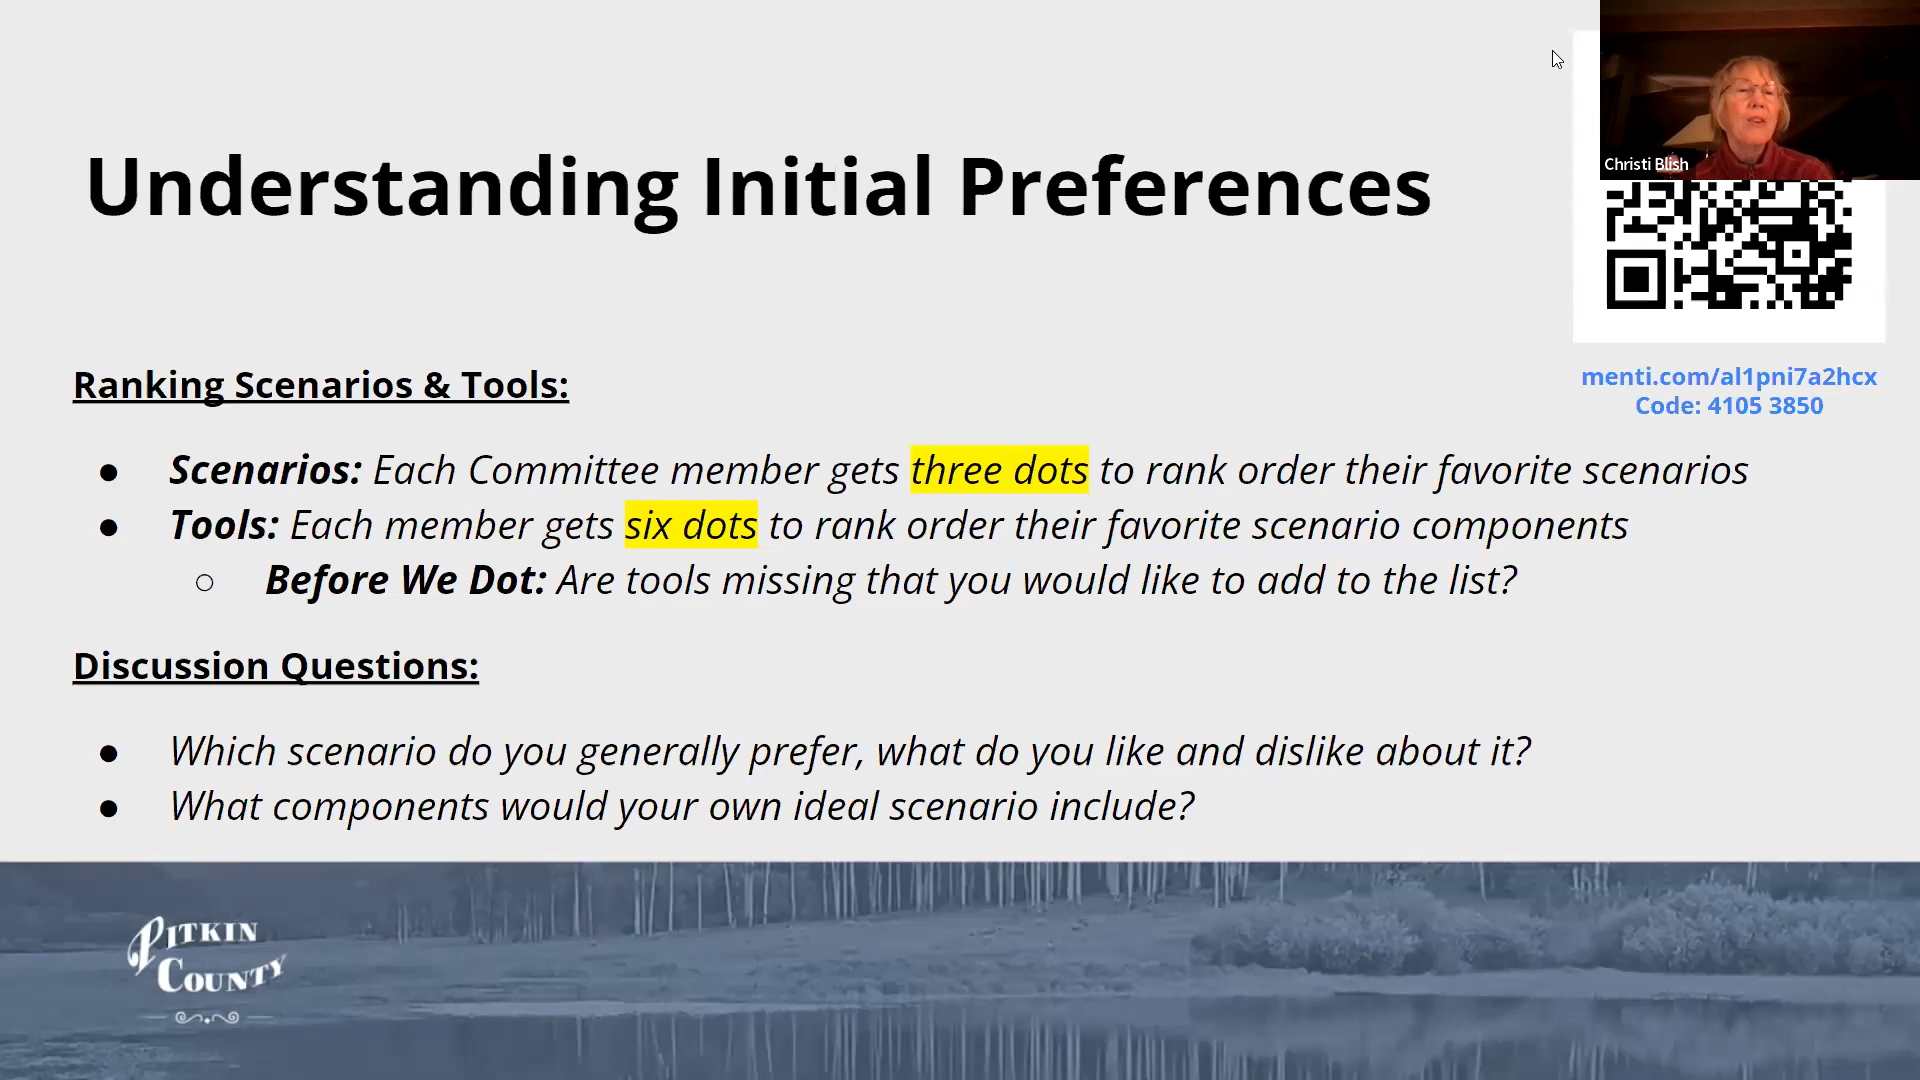 Understanding Initial Preferences
Christi Blish
menti.com/al1pni7a2hcx
Code: 4105 3850
Ranking Scenarios & Tools:
● Scenarios: Each Committee member gets three dots to rank order their favorite scenarios
● Tools: Each member gets six dots to rank order their favorite scenario components
○ Before We Dot: Are tools missing that you would like to add to the list?
Discussion Questions:
● Which scenario do you generally prefer, what do you like and dislike about it?
● What components would your own ideal scenario include?
PITKIN
COUNTY